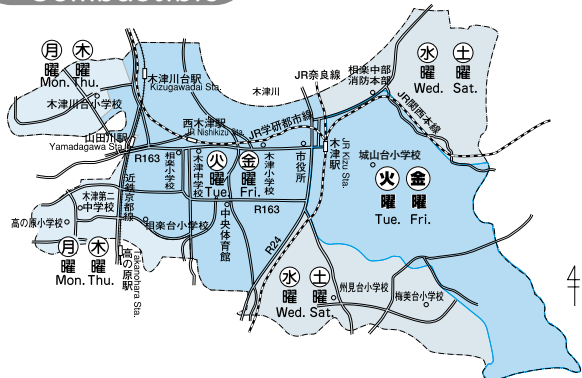 Combustible
月 木
曜 曜
Mon. Thu.
木津川台駅
Kizugawadai Sta.
木津川
JR奈良線
相楽中部
消防本部
水 土
曜 曜
Wed. Sat.
木津川台小学校
西木津駅
JR Nishikizu Sta.
JR学研都市線
JR関西本線
山田川駅
Yamadagawa Sta.
R163
相楽小学校
木津中学校
火 金
曜 曜
Tue. Fri.
木津小学校
市役所
木津駅
JR Kizu Sta.
城山台小学校
火 金
曜 曜
Tue. Fri.
近鉄京都線
木津第二
中学校
高の原小学校
相楽台小学校
中央体育館
R163
R24
月 木
曜 曜
Mon. Thu.
高の原駅
Takanohara Sta.
水 土
曜 曜
Wed. Sat.
州見台小学校
梅美台小学校
4